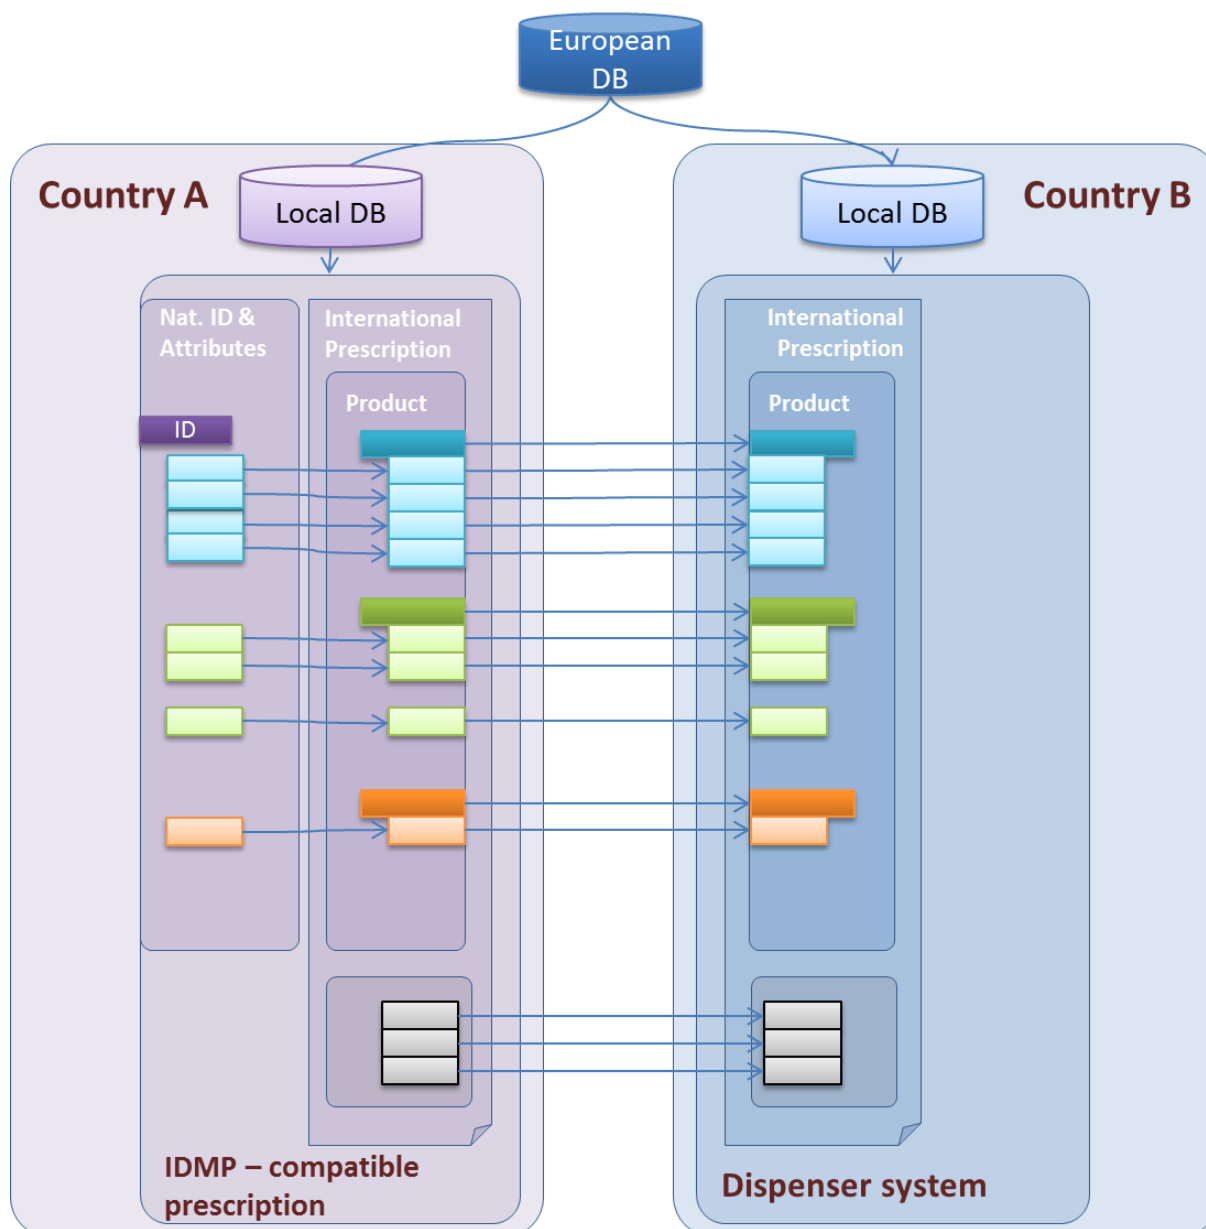 European
DB
Country A
Local DB
Local DB
Country B
Nat. ID &
Attributes
International
Prescription
International
Prescription
Product
Product
ID
IDMP – compatible
prescription
Dispenser system